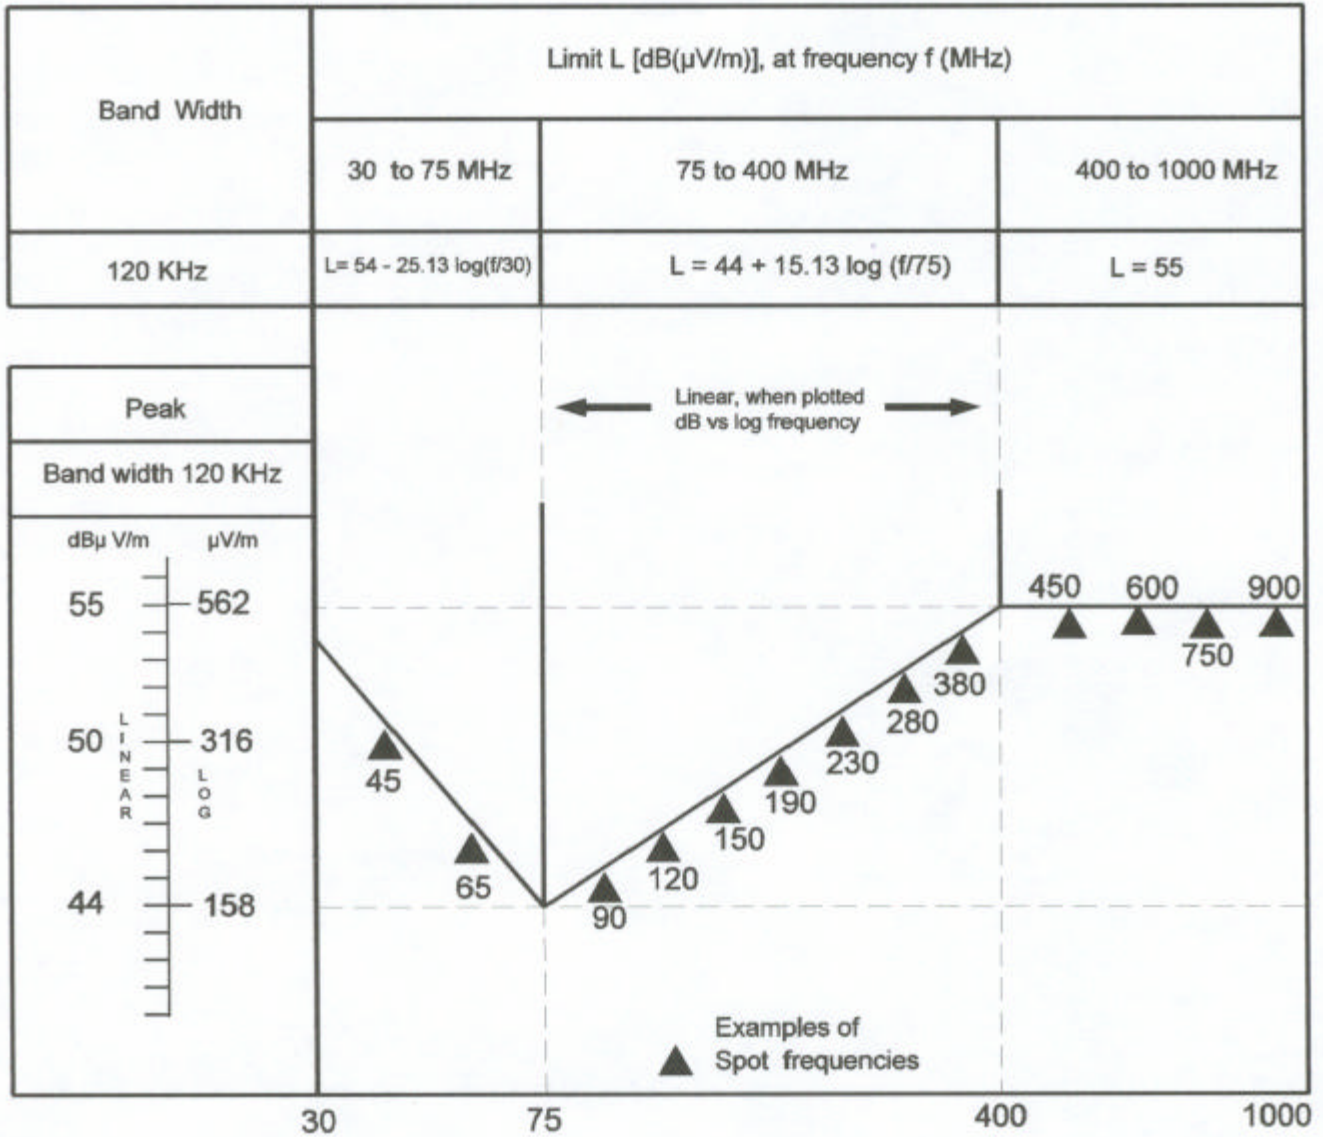 Band Width
Limit L [dB(µV/m)], at frequency f (MHz)
30 to 75 MHz
75 to 400 MHz
400 to 1000 MHz
120 KHz
L= 54 - 25.13 log(f/30)
L = 44 + 15.13 log (f/75)
L = 55
Peak
Band width 120 KHz
Linear, when plotted
dB vs log frequency
dBµ V/m
µV/m
55
562
50
316
44
158
LINEAR
LOG
45
65
90
120
150
190
230
280
380
450
600
750
900
Examples of
Spot frequencies
30
75
400
1000